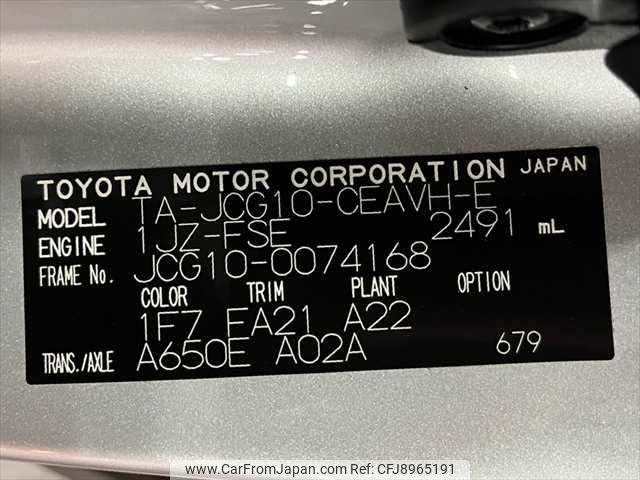 TOYOTA MOTOR CORPORATION JAPAN
MODEL TA-JCG10-CEAVH-E
ENGINE 1JZ-FSE 2491 mL
FRAME No. JCG10-0074168
COLOR TRIM PLANT OPTION
1F7 EA21 A22
TRANS./AXLE A650E A02A 679
www.CarFromJapan.com | CFJ8965191